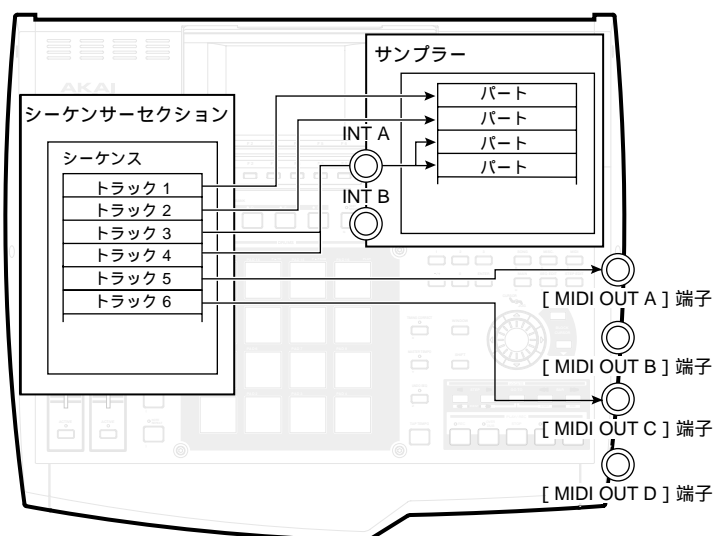 サンプラー
パート
パート
パート
パート
AKAI
シーケンサーセクション
シーケンス
トラック 1
トラック 2
トラック 3
トラック 4
トラック 5
トラック 6
INT A
INT B
[ MIDI OUT A ] 端子
[ MIDI OUT B ] 端子
[ MIDI OUT C ] 端子
[ MIDI OUT D ] 端子